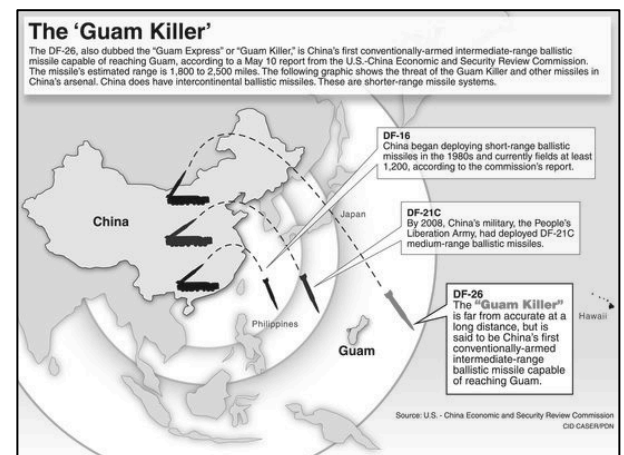 The 'Guam Killer'
The DF-26, also dubbed the "Guam Express" or "Guam Killer," is China's first conventionally-armed intermediate-range ballistic
missile capable of reaching Guam, according to a May 10 report from the U.S.-China Economic and Security Review Commission.
The missile's estimated range is 1,800 to 2,500 miles. The following graphic shows the threat of the Guam Killer and other missiles in
China's arsenal. China does have intercontinental ballistic missiles. These are shorter-range missile systems.
DF-16
China began deploying short-range ballistic
missiles in the 1980s and currently fields at least
1,200, according to the commission's report.
China
Japan
DF-21C
By 2008, China's military, the People's
Liberation Army, had deployed DF-21C
medium-range ballistic missiles.
DF-26
The "Guam Killer"
is far from accurate at a
long distance, but is
said to be China's first
conventionally-armed
intermediate-range
ballistic missile capable
of reaching Guam.
Hawaii
Philippines
Guam
Source: U.S. - China Economic and Security Review Commission
CID CASER/PDN